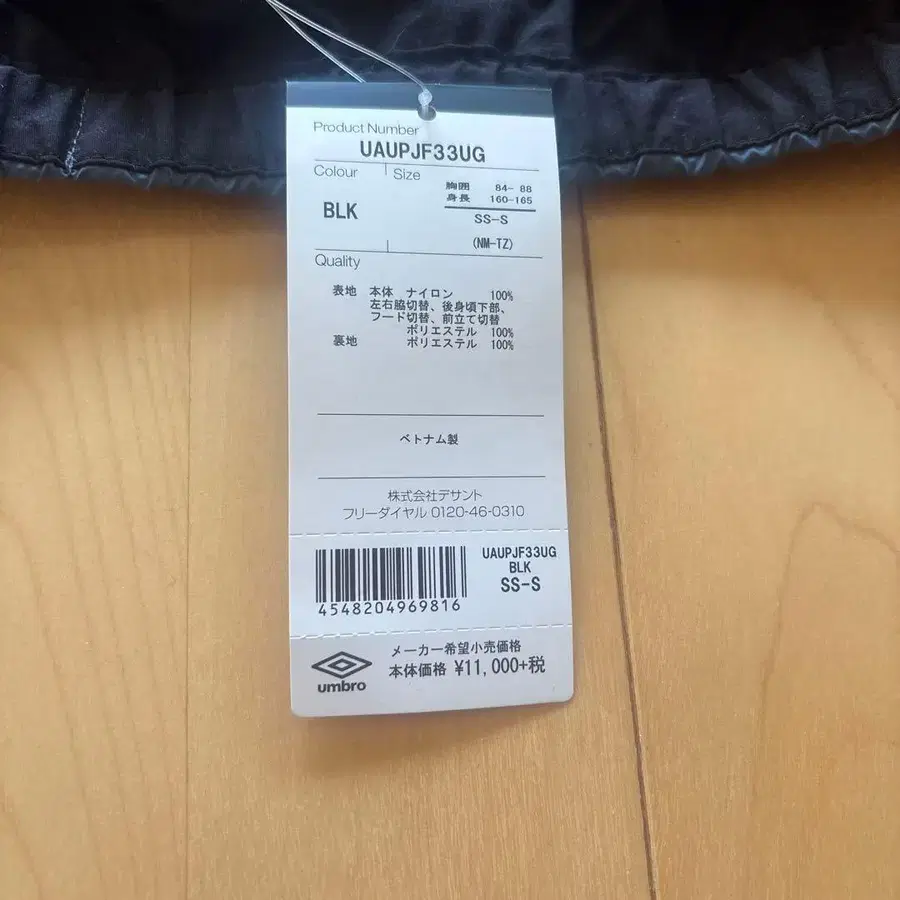 Product Number
UAUPJF33UG
Colour Size
胸囲 84- 88
身長 160-165
BLK
SS-S
(NM-TZ)
Quality
表地 本体 ナイロン 100%
左右脇切替、後身頃下部、
フード切替、前立て切替
ポリエステル 100%
裏地 ポリエステル 100%
ベトナム製
株式会社デサント
フリーダイヤル 0120-46-0310
UAUPJF33UG
BLK
SS-S
4548204969816
メーカー希望小売価格
本体価格 ¥11,000+税
umbro